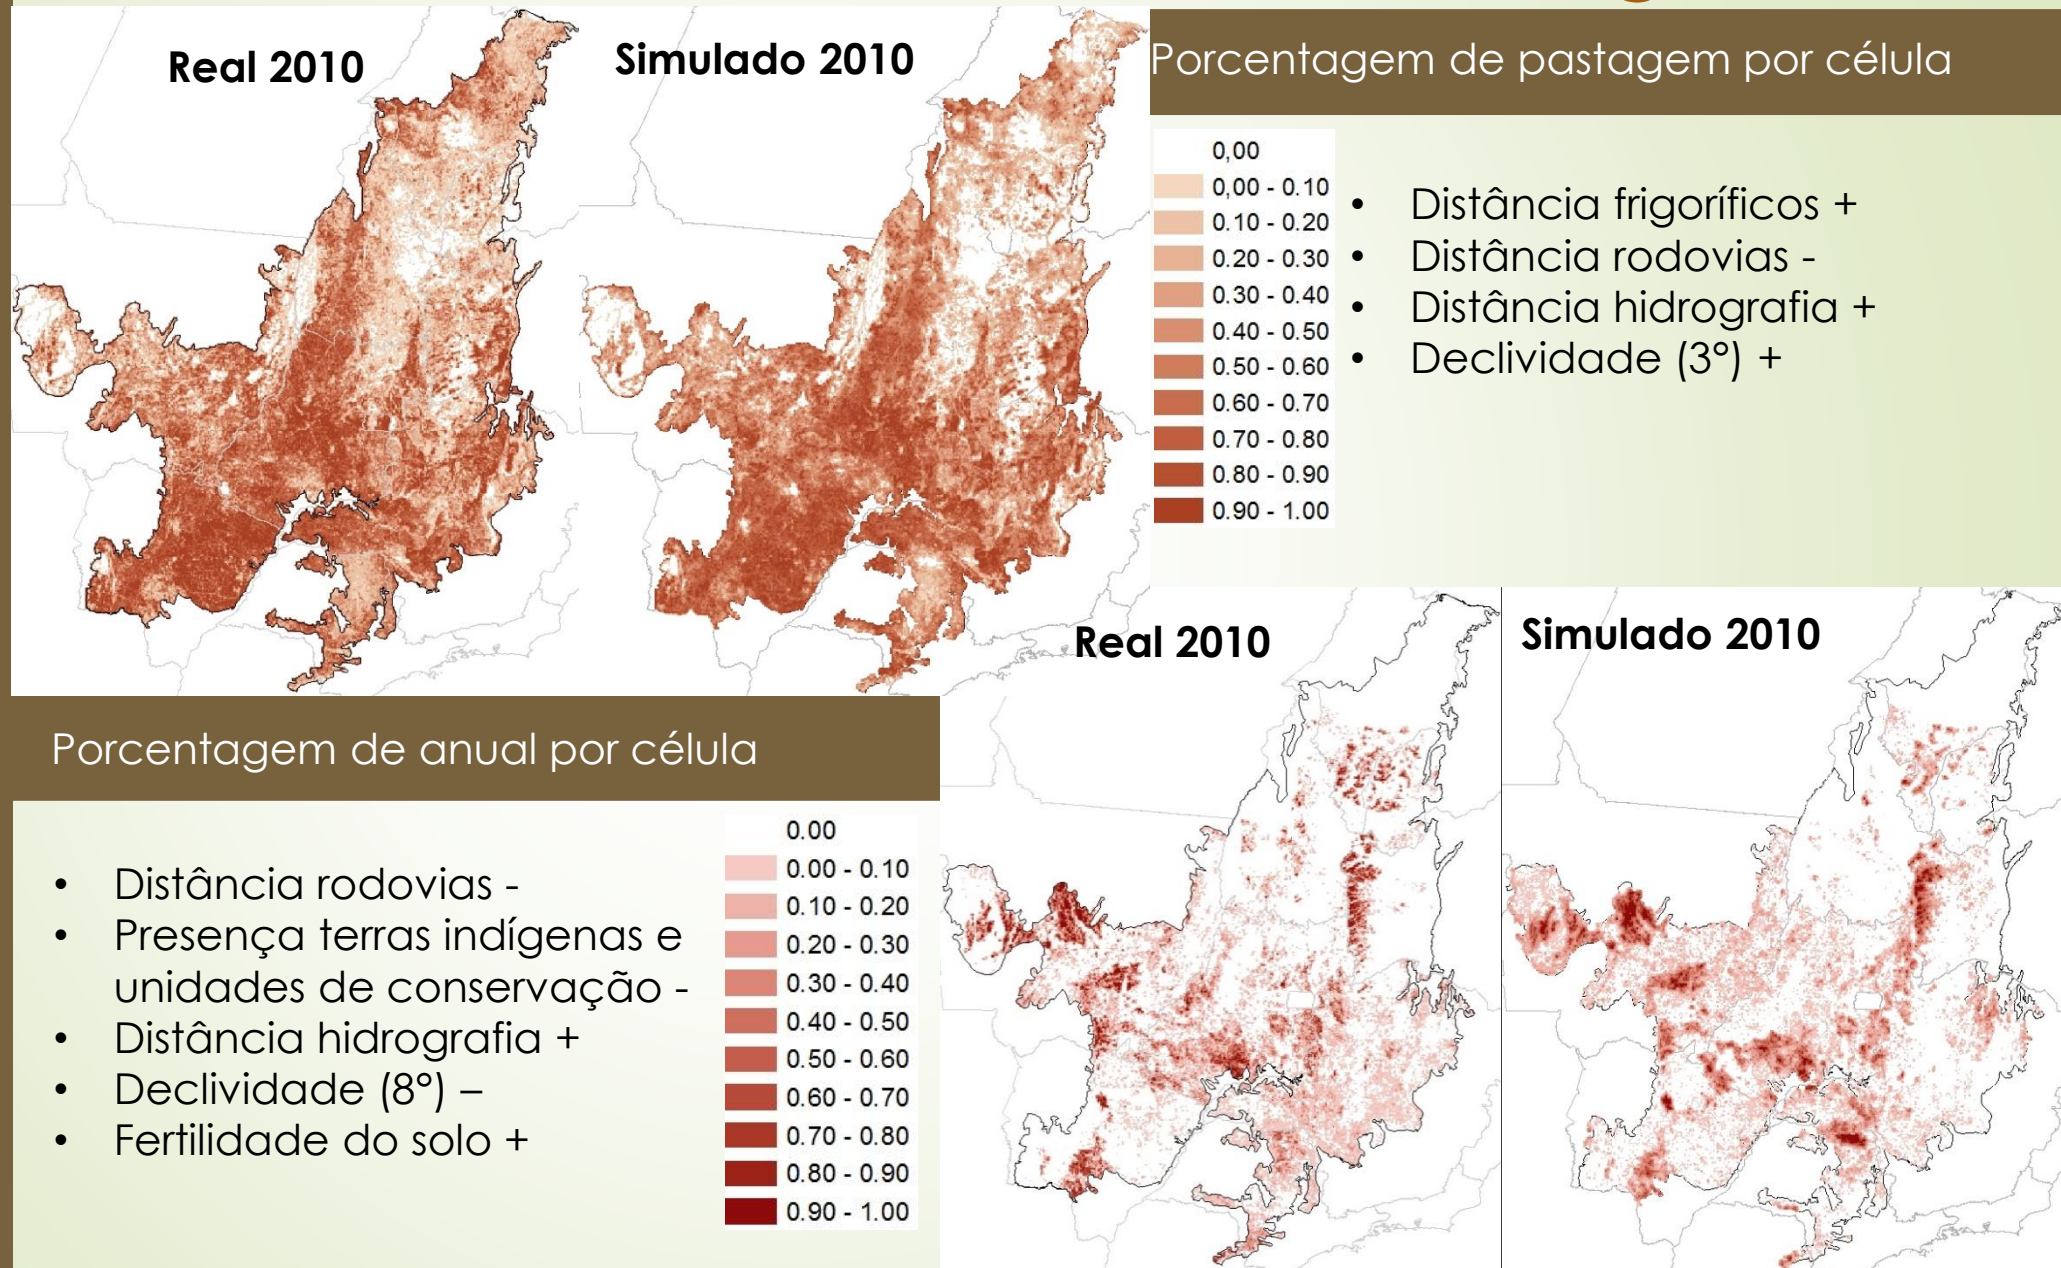 Real 2010
Simulado 2010
Porcentagem de pastagem por célula
0,00
0,00 - 0.10
0.10 - 0.20
0.20 - 0.30
0.30 - 0.40
0.40 - 0.50
0.50 - 0.60
0.60 - 0.70
0.70 - 0.80
0.80 - 0.90
0.90 - 1.00
• Distância frigoríficos +
• Distância rodovias -
• Distância hidrografia +
• Declividade (3°) +
Real 2010
Simulado 2010
Porcentagem de anual por célula
• Distância rodovias -
• Presença terras indígenas e
unidades de conservação -
• Distância hidrografia +
• Declividade (8°) –
• Fertilidade do solo +
0.00
0.00 - 0.10
0.10 - 0.20
0.20 - 0.30
0.30 - 0.40
0.40 - 0.50
0.50 - 0.60
0.60 - 0.70
0.70 - 0.80
0.80 - 0.90
0.90 - 1.00